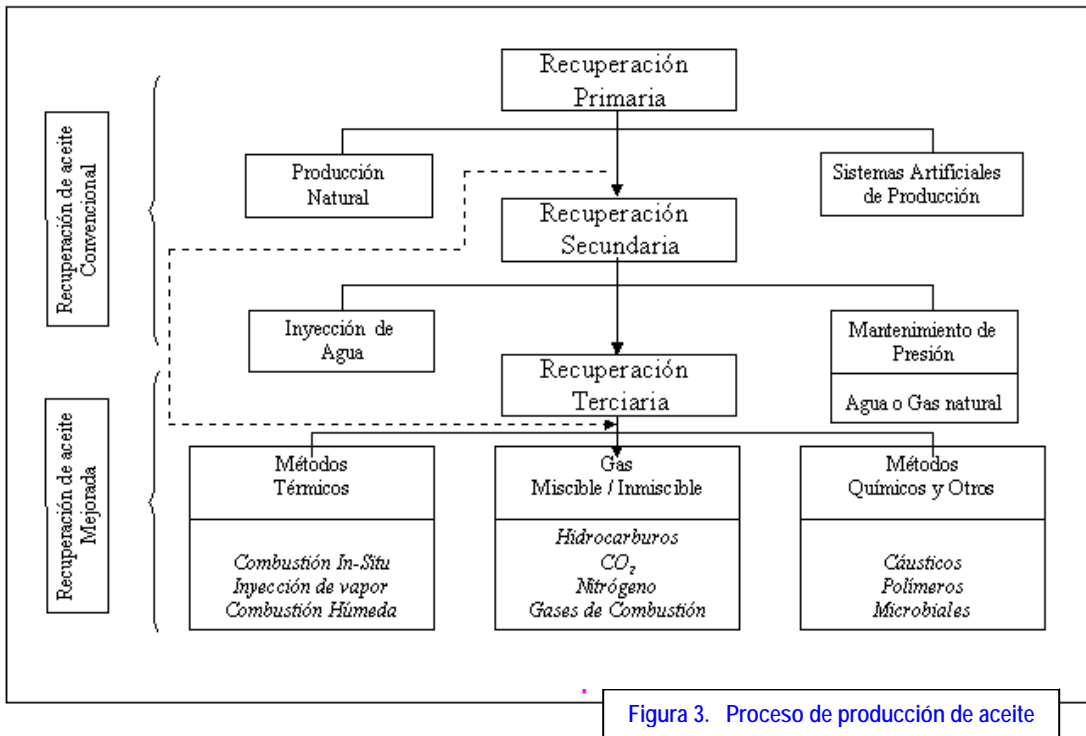 Recuperación
Primaria
Recuperación de aceite
Convencional
Producción
Natural
Sistemas Artificiales
de Producción
Recuperación
Secundaria
Inyección de
Agua
Mantenimiento de
Presión
Agua o Gas natural
Recuperación
Terciaria
Recuperación de aceite
Mejorada
Métodos
Térmicos
Combustión In-Situ
Inyección de vapor
Combustión Húmeda
Gas
Miscible / Inmiscible
Hidrocarburos
CO₂
Nitrógeno
Gases de Combustión
Métodos
Químicos y Otros
Cáusticos
Polímeros
Microbiales
Figura 3. Proceso de producción de aceite